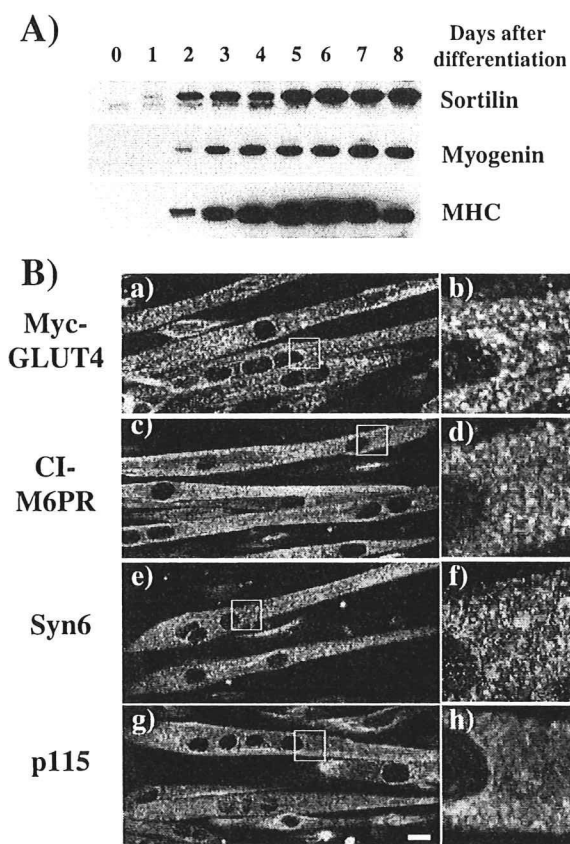 A)
0 1 2 3 4 5 6 7 8 Days after differentiation
Sortilin
Myogenin
MHC
B)
Myc-GLUT4
a) b)
CI-M6PR
c) d)
Syn6
e) f)
p115
g) h)